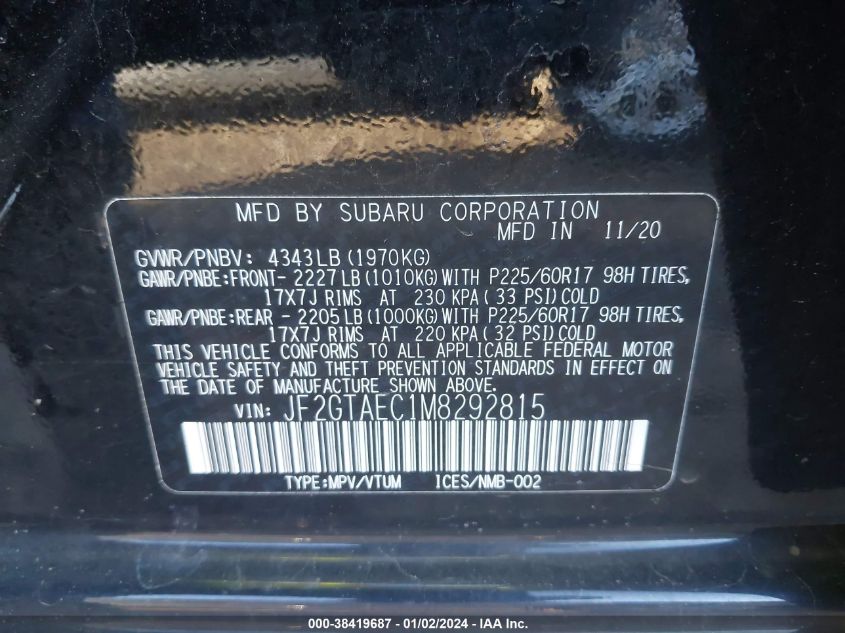 MFD BY SUBARU CORPORATION
MFD IN 11/20
GVWR/PNBV: 4343LB (1970KG)
GAWR/PNBE:FRONT- 2227LB (1010KG) WITH P225/60R17 98H TIRES,
17X7J RIMS AT 230 KPA ( 33 PSI) COLD
GAWR/PNBE:REAR - 2205LB (1000KG) WITH P225/60R17 98H TIRES,
17X7J RIMS AT 220 KPA ( 32 PSI) COLD
THIS VEHICLE CONFORMS TO ALL APPLICABLE FEDERAL MOTOR
VEHICLE SAFETY AND THEFT PREVENTION STANDARDS IN EFFECT ON
THE DATE OF MANUFACTURE SHOWN ABOVE.
VIN: JF2GTAEC1M8292815
TYPE:MPV/VTUM ICES/NMB-002
000-38419687 - 01/02/2024 - IAA Inc.